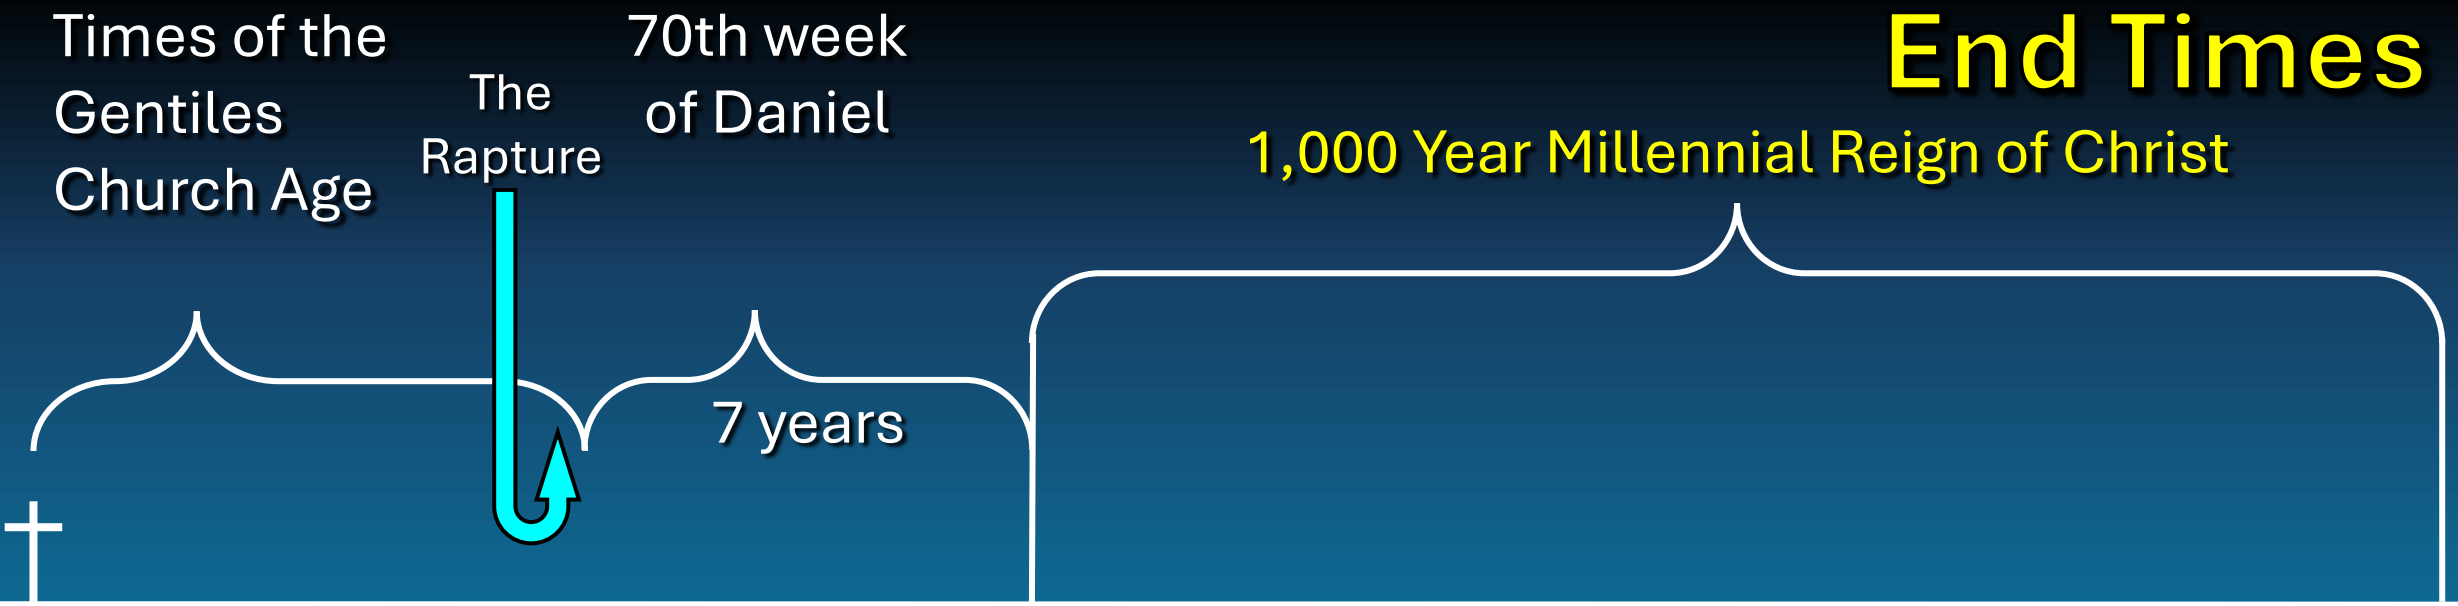 Times of the
Gentiles
Church Age
The
Rapture
70th week
of Daniel
7 years
End Times
1,000 Year Millennial Reign of Christ